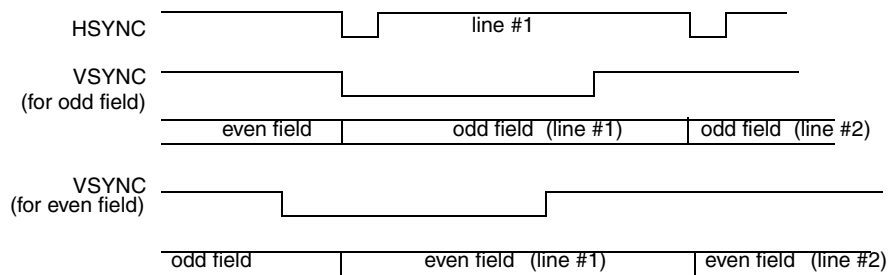 HSYNC
line #1
VSYNC
(for odd field)
even field
odd field (line #1)
odd field (line #2)
VSYNC
(for even field)
odd field
even field (line #1)
even field (line #2)